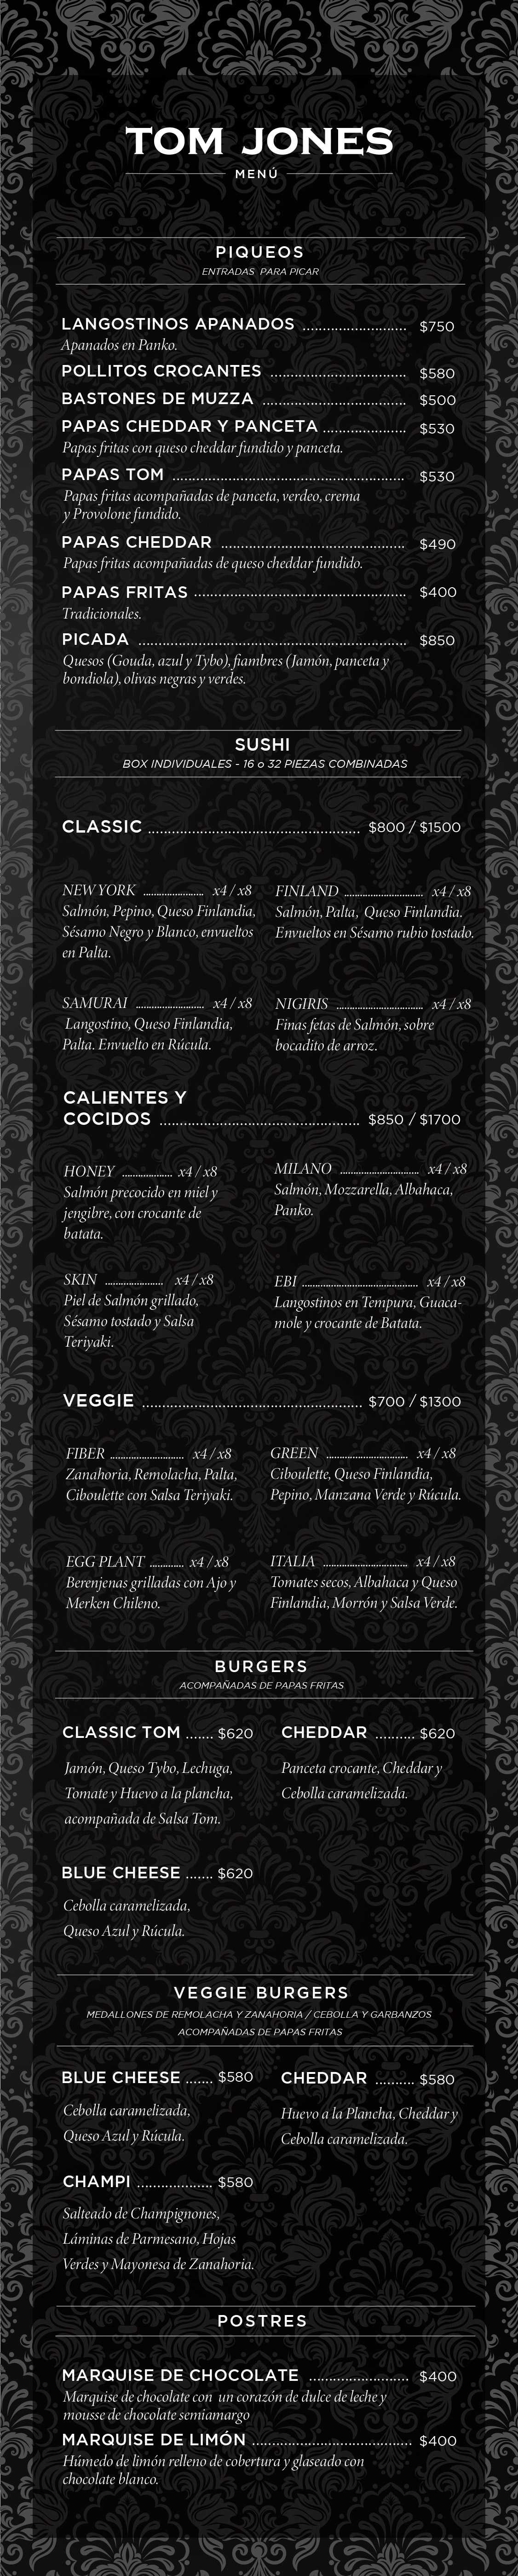 TOM JONES
MENÚ
PIQUEOS
ENTRADAS PARA PICAR
LANGOSTINOS APANADOS .......................... $750
Apanados en Panko.
POLLITOS CROCANTES .................................. $580
BASTONES DE MUZZA .................................... $500
PAPAS CHEDDAR Y PANCETA ..................... $530
Papas fritas con queso cheddar fundido y panceta.
PAPAS TOM .......................................................... $530
Papas fritas acompañadas de panceta, verdeo, crema
y Provolone fundido.
PAPAS CHEDDAR .............................................. $490
Papas fritas acompañadas de queso cheddar fundido.
PAPAS FRITAS ..................................................... $400
Tradicionales.
PICADA ................................................................... $850
Quesos (Gouda, azul y Tybo), fiambres (Jamón, panceta y
bondiola), olivas negras y verdes.
SUSHI
BOX INDIVIDUALES - 16 o 32 PIEZAS COMBINADAS
CLASSIC ..................................................... $800 / $1500
NEW YORK ....................... x4 / x8
Salmón, Pepino, Queso Finlandia,
Sésamo Negro y Blanco, envueltos
en Palta.
FINLAND .............................. x4 / x8
Salmón, Palta, Queso Finlandia.
Envueltos en Sésamo rubio tostado.
SAMURAI .......................... x4 / x8
Langostino, Queso Finlandia,
Palta. Envuelto en Rúcula.
NIGIRIS ................................. x4 / x8
Finas fetas de Salmón, sobre
bocadito de arroz.
CALIENTES Y
COCIDOS .................................................. $850 / $1700
HONEY ................... x4 / x8
Salmón precocido en miel y
jengibre, con crocante de
batata.
MILANO .............................. x4 / x8
Salmón, Mozzarella, Albahaca,
Panko.
SKIN ...................... x4 / x8
Piel de Salmón grillado,
Sésamo tostado y Salsa
Teriyaki.
EBI ............................................ x4 / x8
Langostinos en Tempura, Guaca-
mole y crocante de Batata.
VEGGIE ....................................................... $700 / $1300
FIBER ............................ x4 / x8
Zanahoria, Remolacha, Palta,
Ciboulette con Salsa Teriyaki.
GREEN ............................... x4 / x8
Ciboulette, Queso Finlandia,
Pepino, Manzana Verde y Rúcula.
EGG PLANT ............. x4 / x8
Berenjenas grilladas con Ajo y
Merken Chileno.
ITALIA ................................ x4 / x8
Tomates secos, Albahaca y Queso
Finlandia, Morrón y Salsa Verde.
BURGERS
ACOMPAÑADAS DE PAPAS FRITAS
CLASSIC TOM ....... $620
Jamón, Queso Tybo, Lechuga,
Tomate y Huevo a la plancha,
acompañada de Salsa Tom.
CHEDDAR .......... $620
Panceta crocante, Cheddar y
Cebolla caramelizada.
BLUE CHEESE ....... $620
Cebolla caramelizada,
Queso Azul y Rúcula.
VEGGIE BURGERS
MEDALLONES DE REMOLACHA Y ZANAHORIA / CEBOLLA Y GARBANZOS
ACOMPAÑADAS DE PAPAS FRITAS
BLUE CHEESE ....... $580
Cebolla caramelizada,
Queso Azul y Rúcula.
CHEDDAR .......... $580
Huevo a la Plancha, Cheddar y
Cebolla caramelizada.
CHAMPI ................... $580
Salteado de Champignones,
Láminas de Parmesano, Hojas
Verdes y Mayonesa de Zanahoria.
POSTRES
MARQUISE DE CHOCOLATE ......................... $400
Marquise de chocolate con un corazón de dulce de leche y
mousse de chocolate semiamargo
MARQUISE DE LIMÓN ........................................ $400
Húmedo de limón relleno de cobertura y glaseado con
chocolate blanco.